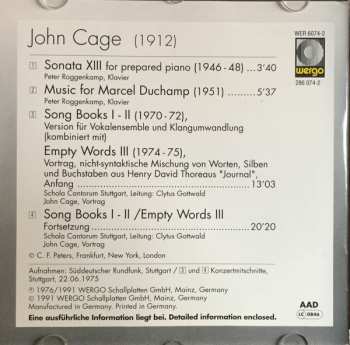 John Cage (1912)
WER 6074-2
wergo
286 074-2
1 Sonata XIII for prepared piano (1946-48) ...3'40
Peter Roggenkamp, Klavier
2 Music for Marcel Duchamp (1951) .........5'37
Peter Roggenkamp, Klavier
3 Song Books I - II (1970-72),
Version für Vokalensemble und Klangumwandlung
(kombiniert mit)
Empty Words III (1974-75),
Vortrag, nicht-syntaktische Mischung von Worten, Silben
und Buchstaben aus Henry David Thoreaus "Journal",
Anfang ......................................................13'03
Schola Cantorum Stuttgart, Leitung: Clytus Gottwald
John Cage, Vortrag
4 Song Books I - II /Empty Words III
Fortsetzung ................................................20'20
Schola Cantorum Stuttgart, Leitung: Clytus Gottwald
John Cage, Vortrag
© C. F. Peters, Frankfurt, New York, London
Aufnahmen: Süddeutscher Rundfunk, Stuttgart / 3 und 4 Konzertmitschnitte,
Stuttgart, 22.06.1975
℗ 1976/1991 WERGO Schallplatten GmbH, Mainz, Germany
© 1991 WERGO Schallplatten GmbH, Mainz, Germany
Manufactured in Germany. Printed in Germany.
AAD
LC 0846
Eine ausführliche Information liegt bei. Detailed information enclosed.